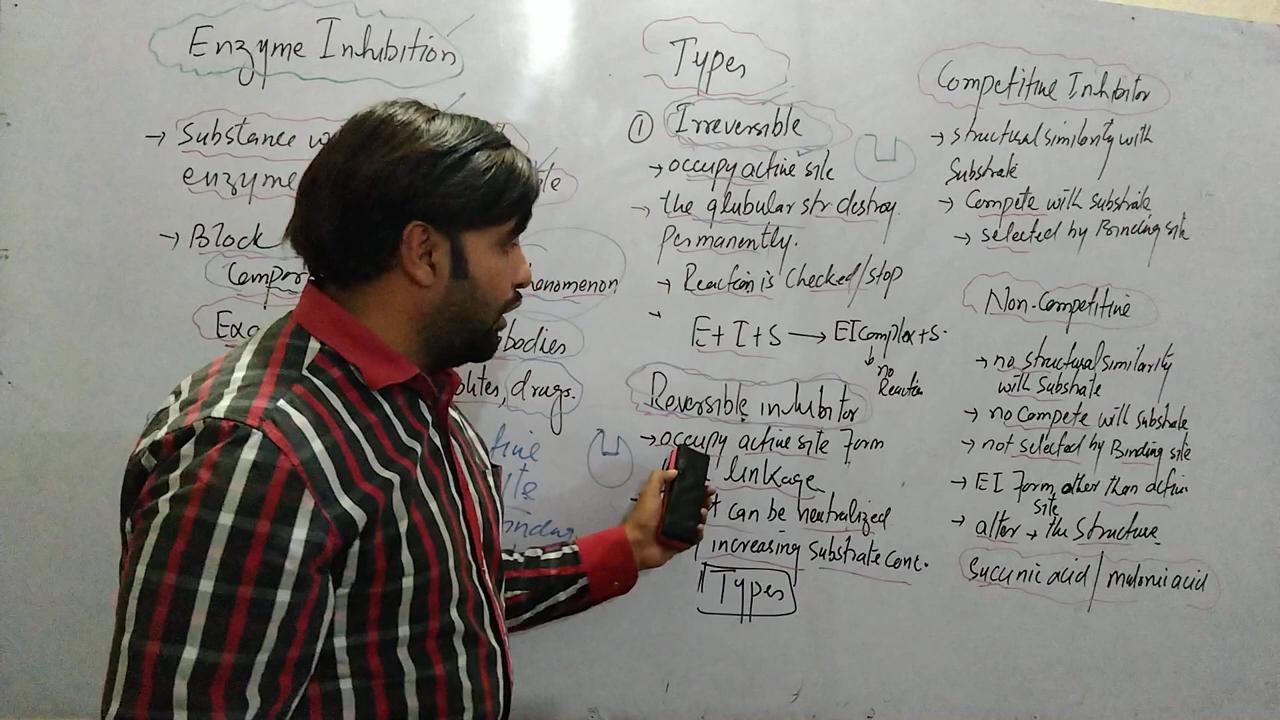 Enzyme Inhibition
→ Substance w
enzyme
→ Block
henomenon
bodies
drugs.
Types
① Irreversible
→ occupy active site
→ the glubular str destroy
permanently.
→ Reaction is checked/stop
E + I + S → EI complex + S.
no
Reaction
Reversible inhibitor
→ occupy active site Form
linkage
t can be neutralized
increasing substrate conc.
Types
Competitive Inhibitor
→ structural similarity with
Substrate
→ Compete with substrate
→ selected by Binding site
Non-Competitive
→ no structural similarity
with Substrate
→ no compete with substrate
→ not selected by Binding site
→ EI Form other than active
site
→ alter → the structure
Succinic acid / malonic acid